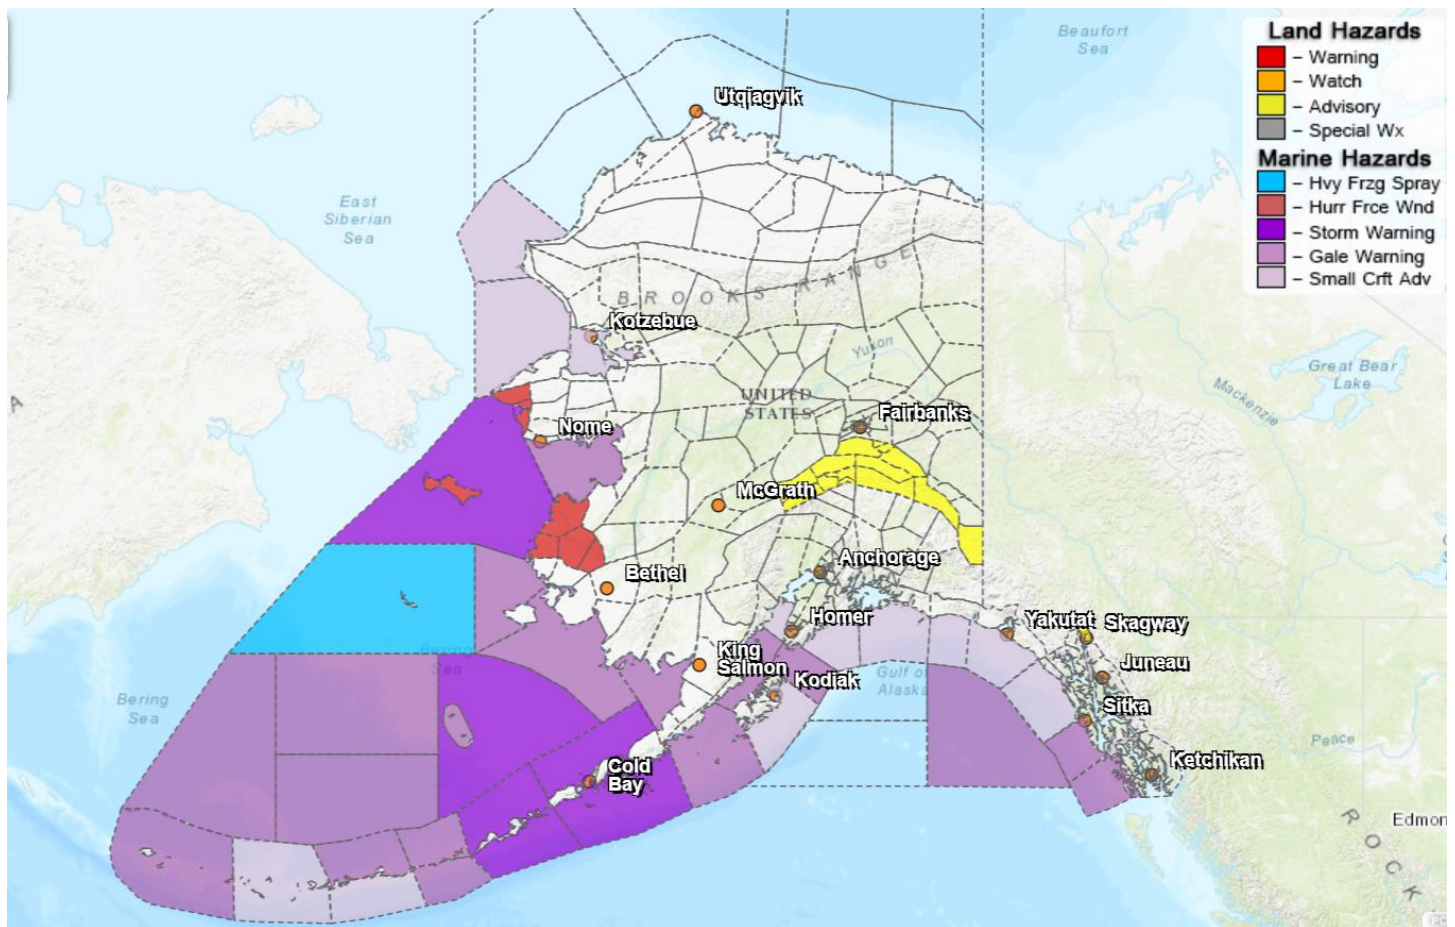 Beaufort
Sea
Land Hazards
– Warning
– Watch
– Advisory
– Special Wx
Marine Hazards
– Hvy Frzg Spray
– Hurr Frce Wnd
– Storm Warning
– Gale Warning
– Small Crft Adv
Utqiagvik
East
Siberian
Sea
BROOKS RANGE
Kotzebue
Yukon
Great Bear
Lake
Mackenzie
A
UNITED
STATES
Fairbanks
Nome
McGrath
Anchorage
Bethel
Homer
Yakutat
Skagway
King
Salmon
Juneau
Kodiak
Gulf of
Alaska
Bering
Sea
Bering
Sea
Sitka
Peace
Ketchikan
Cold
Bay
Edmon
ROCK